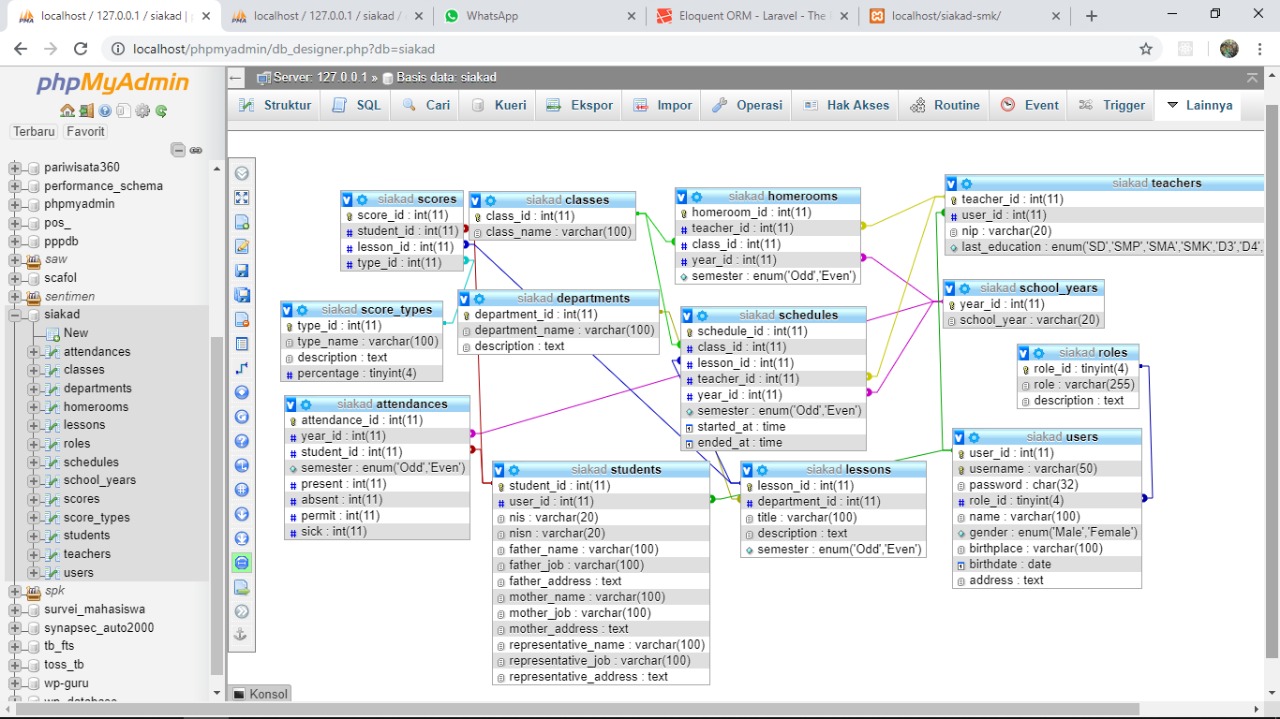 localhost / 127.0.0.1 / siakad |
localhost / 127.0.0.1 / siakad /
WhatsApp
Eloquent ORM - Laravel - The
localhost/siakad-smk/
localhost/phpmyadmin/db_designer.php?db=siakad
phpMyAdmin
Terbaru Favorit
pariwisata360
performance_schema
phpmyadmin
pos_
pppdb
saw
scafol
sentimen
siakad
New
attendances
classes
departments
homerooms
lessons
roles
schedules
school_years
scores
score_types
students
teachers
users
spk
survei_mahasiswa
synapsec_auto2000
tb_fts
toss_tb
wp-guru
Server: 127.0.0.1 » Basis data: siakad
Struktur SQL Cari Kueri Ekspor Impor Operasi Hak Akses Routine Event Trigger Lainnya
siakad scores
score_id : int(11)
student_id : int(11)
lesson_id : int(11)
type_id : int(11)
siakad classes
class_id : int(11)
class_name : varchar(100)
siakad homerooms
homeroom_id : int(11)
teacher_id : int(11)
class_id : int(11)
year_id : int(11)
semester : enum('Odd','Even')
siakad teachers
teacher_id : int(11)
user_id : int(11)
nip : varchar(20)
last_education : enum('SD','SMP','SMA','SMK','D3','D4',
siakad score_types
type_id : int(11)
type_name : varchar(100)
description : text
percentage : tinyint(4)
siakad departments
department_id : int(11)
department_name : varchar(100)
description : text
siakad schedules
schedule_id : int(11)
class_id : int(11)
lesson_id : int(11)
teacher_id : int(11)
year_id : int(11)
semester : enum('Odd','Even')
started_at : time
ended_at : time
siakad school_years
year_id : int(11)
school_year : varchar(20)
siakad roles
role_id : tinyint(4)
role : varchar(255)
description : text
siakad attendances
attendance_id : int(11)
year_id : int(11)
student_id : int(11)
semester : enum('Odd','Even')
present : int(11)
absent : int(11)
permit : int(11)
sick : int(11)
siakad students
student_id : int(11)
user_id : int(11)
nis : varchar(20)
nisn : varchar(20)
father_name : varchar(100)
father_job : varchar(100)
father_address : text
mother_name : varchar(100)
mother_job : varchar(100)
mother_address : text
representative_name : varchar(100)
representative_job : varchar(100)
representative_address : text
siakad lessons
lesson_id : int(11)
department_id : int(11)
title : varchar(100)
description : text
semester : enum('Odd','Even')
siakad users
user_id : int(11)
username : varchar(50)
password : char(32)
role_id : tinyint(4)
name : varchar(100)
gender : enum('Male','Female')
birthplace : varchar(100)
birthdate : date
address : text
Konsol